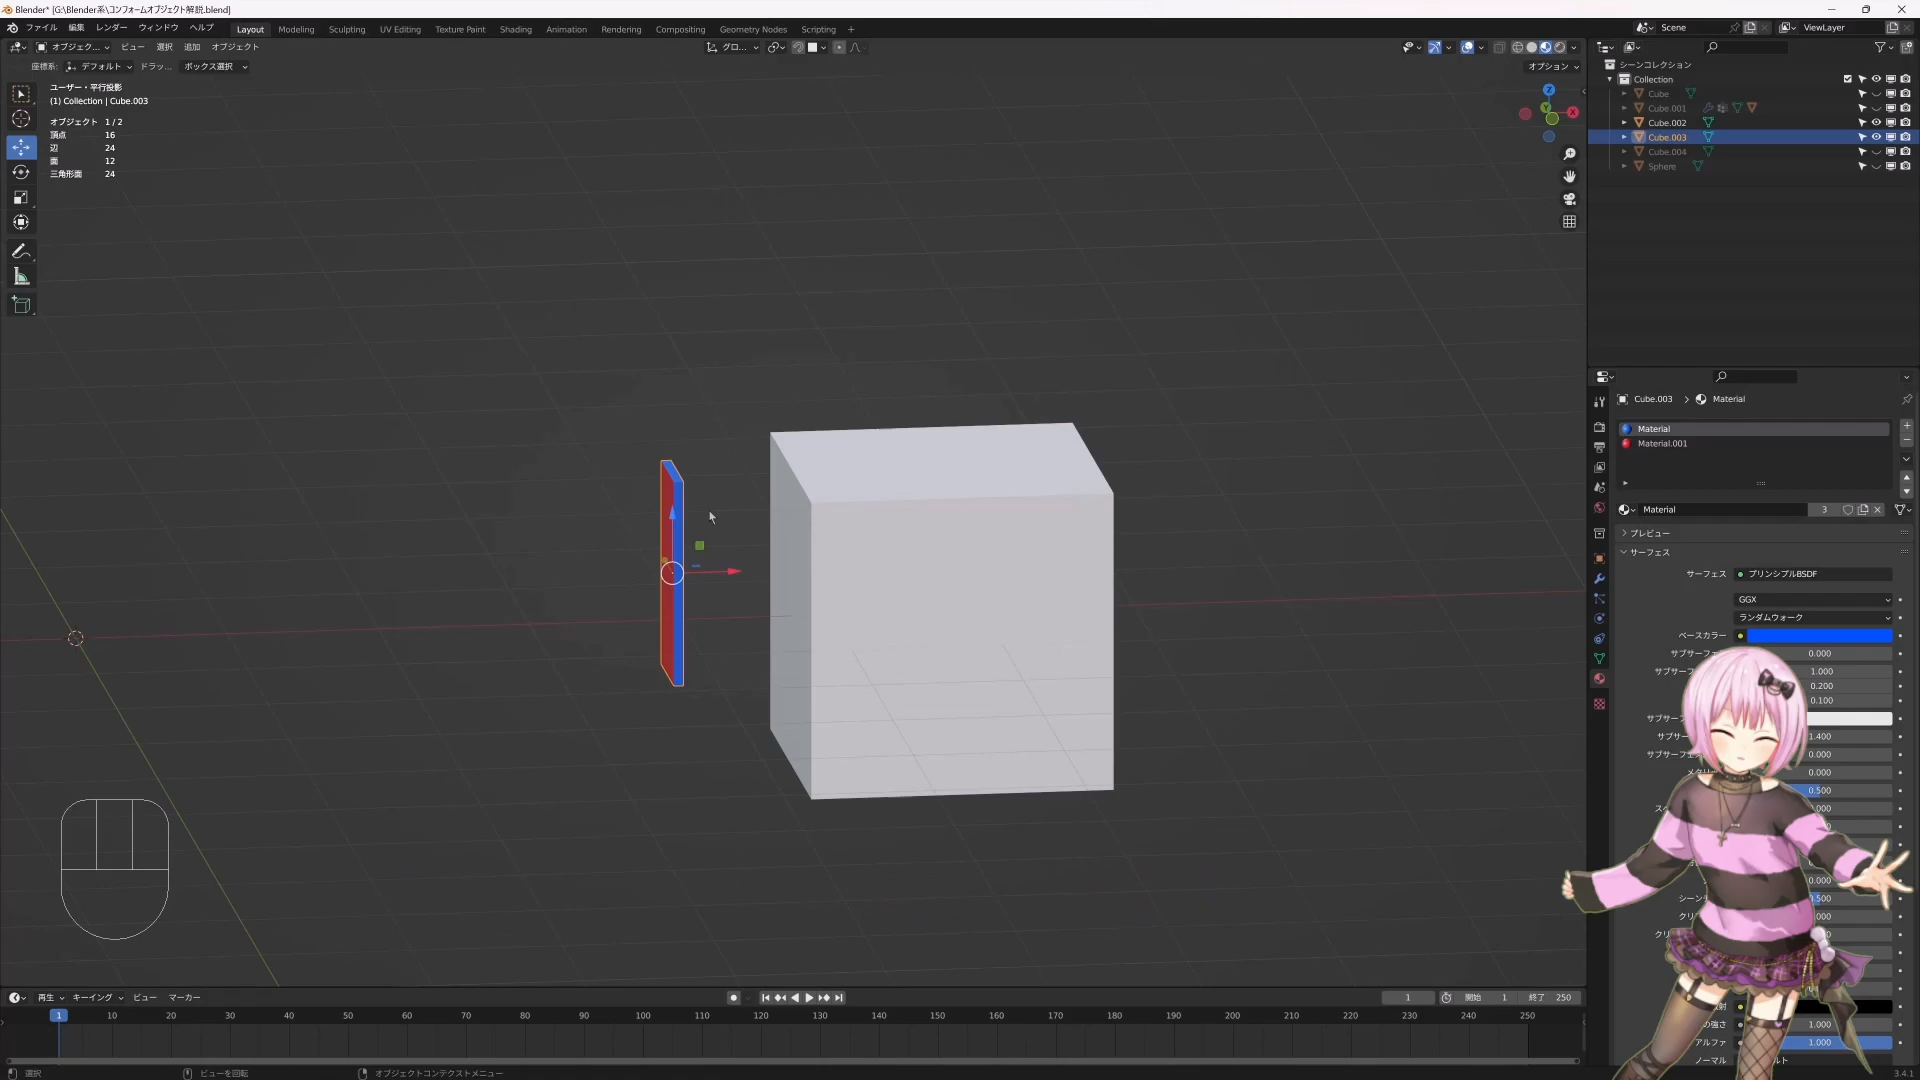 Blender* [G:\Blender系\コンフォームオブジェクト解説.blend]
ファイル 編集 レンダー ウィンドウ ヘルプ Layout Modeling Sculpting UV Editing Texture Paint Shading Animation Rendering Compositing Geometry Nodes Scripting + Scene ViewLayer
オブジェク... ビュー 選択 追加 オブジェクト グロ...
座標系: デフォルト ドラッ... ボックス選択 オプション
ユーザー・平行投影
(1) Collection | Cube.003
オブジェクト 1 / 2
頂点 16
辺 24
面 12
三角形面 24
Z
Y
X
シーンコレクション
Collection
Cube
Cube.001
Cube.002
Cube.003
Cube.004
Sphere
Cube.003 > Material
Material
Material.001
Material 3
プレビュー
サーフェス
サーフェス プリンシプルBSDF
GGX
ランダムウォーク
ベースカラー
サブサーフェ 0.000
サブサーフ 1.000
0.200
0.100
サブサーフ
サブサー 1.400
サブサーフ 0.000
メタリ 0.000
0.500
ス .000
0.000
シーン .500
クリ 0.016
クリ
射
の強さ 1.000
アルファ 1.000
ノーマル ルト
再生 キーイング ビュー マーカー 1 開始 1 終了 250
1 10 20 30 40 50 60 70 80 90 100 110 120 130 140 150 160 170 180 190 200 210 220 230 240 250
選択 ビューを回転 オブジェクトコンテクストメニュー 3.4.1